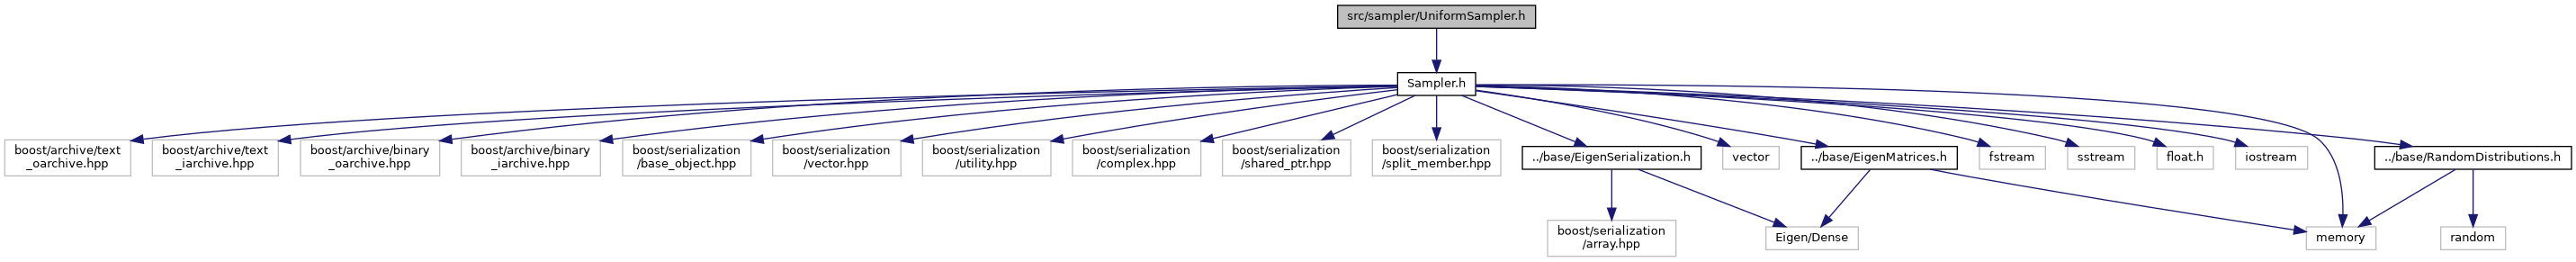 src/sampler/UniformSampler.h
Sampler.h
boost/archive/text
_oarchive.hpp
boost/archive/text
_iarchive.hpp
boost/archive/binary
_oarchive.hpp
boost/archive/binary
_iarchive.hpp
boost/serialization
/base_object.hpp
boost/serialization
/vector.hpp
boost/serialization
/utility.hpp
boost/serialization
/complex.hpp
boost/serialization
/shared_ptr.hpp
boost/serialization
/split_member.hpp
../base/EigenSerialization.h
vector
../base/EigenMatrices.h
fstream
sstream
float.h
iostream
../base/RandomDistributions.h
boost/serialization
/array.hpp
Eigen/Dense
memory
random